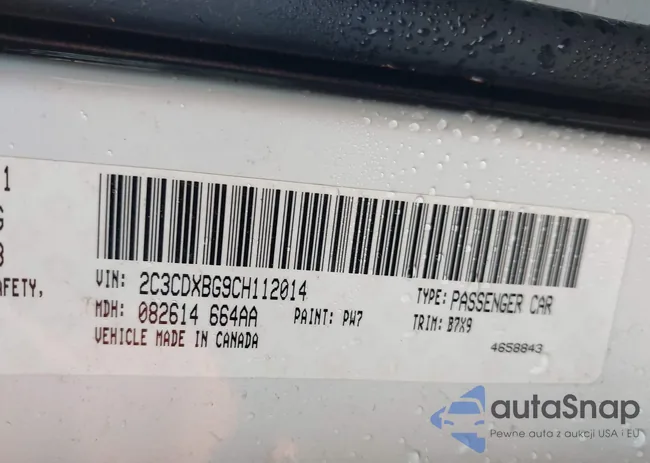 1
G
3
AFETY,
VIN: 2C3CDXBG9CH112014
TYPE: PASSENGER CAR
MDH: 082614 664AA
PAINT: PW7
TRIM: B7X9
VEHICLE MADE IN CANADA
4658843
autaSnap
Pewne auta z aukcji USA i EU